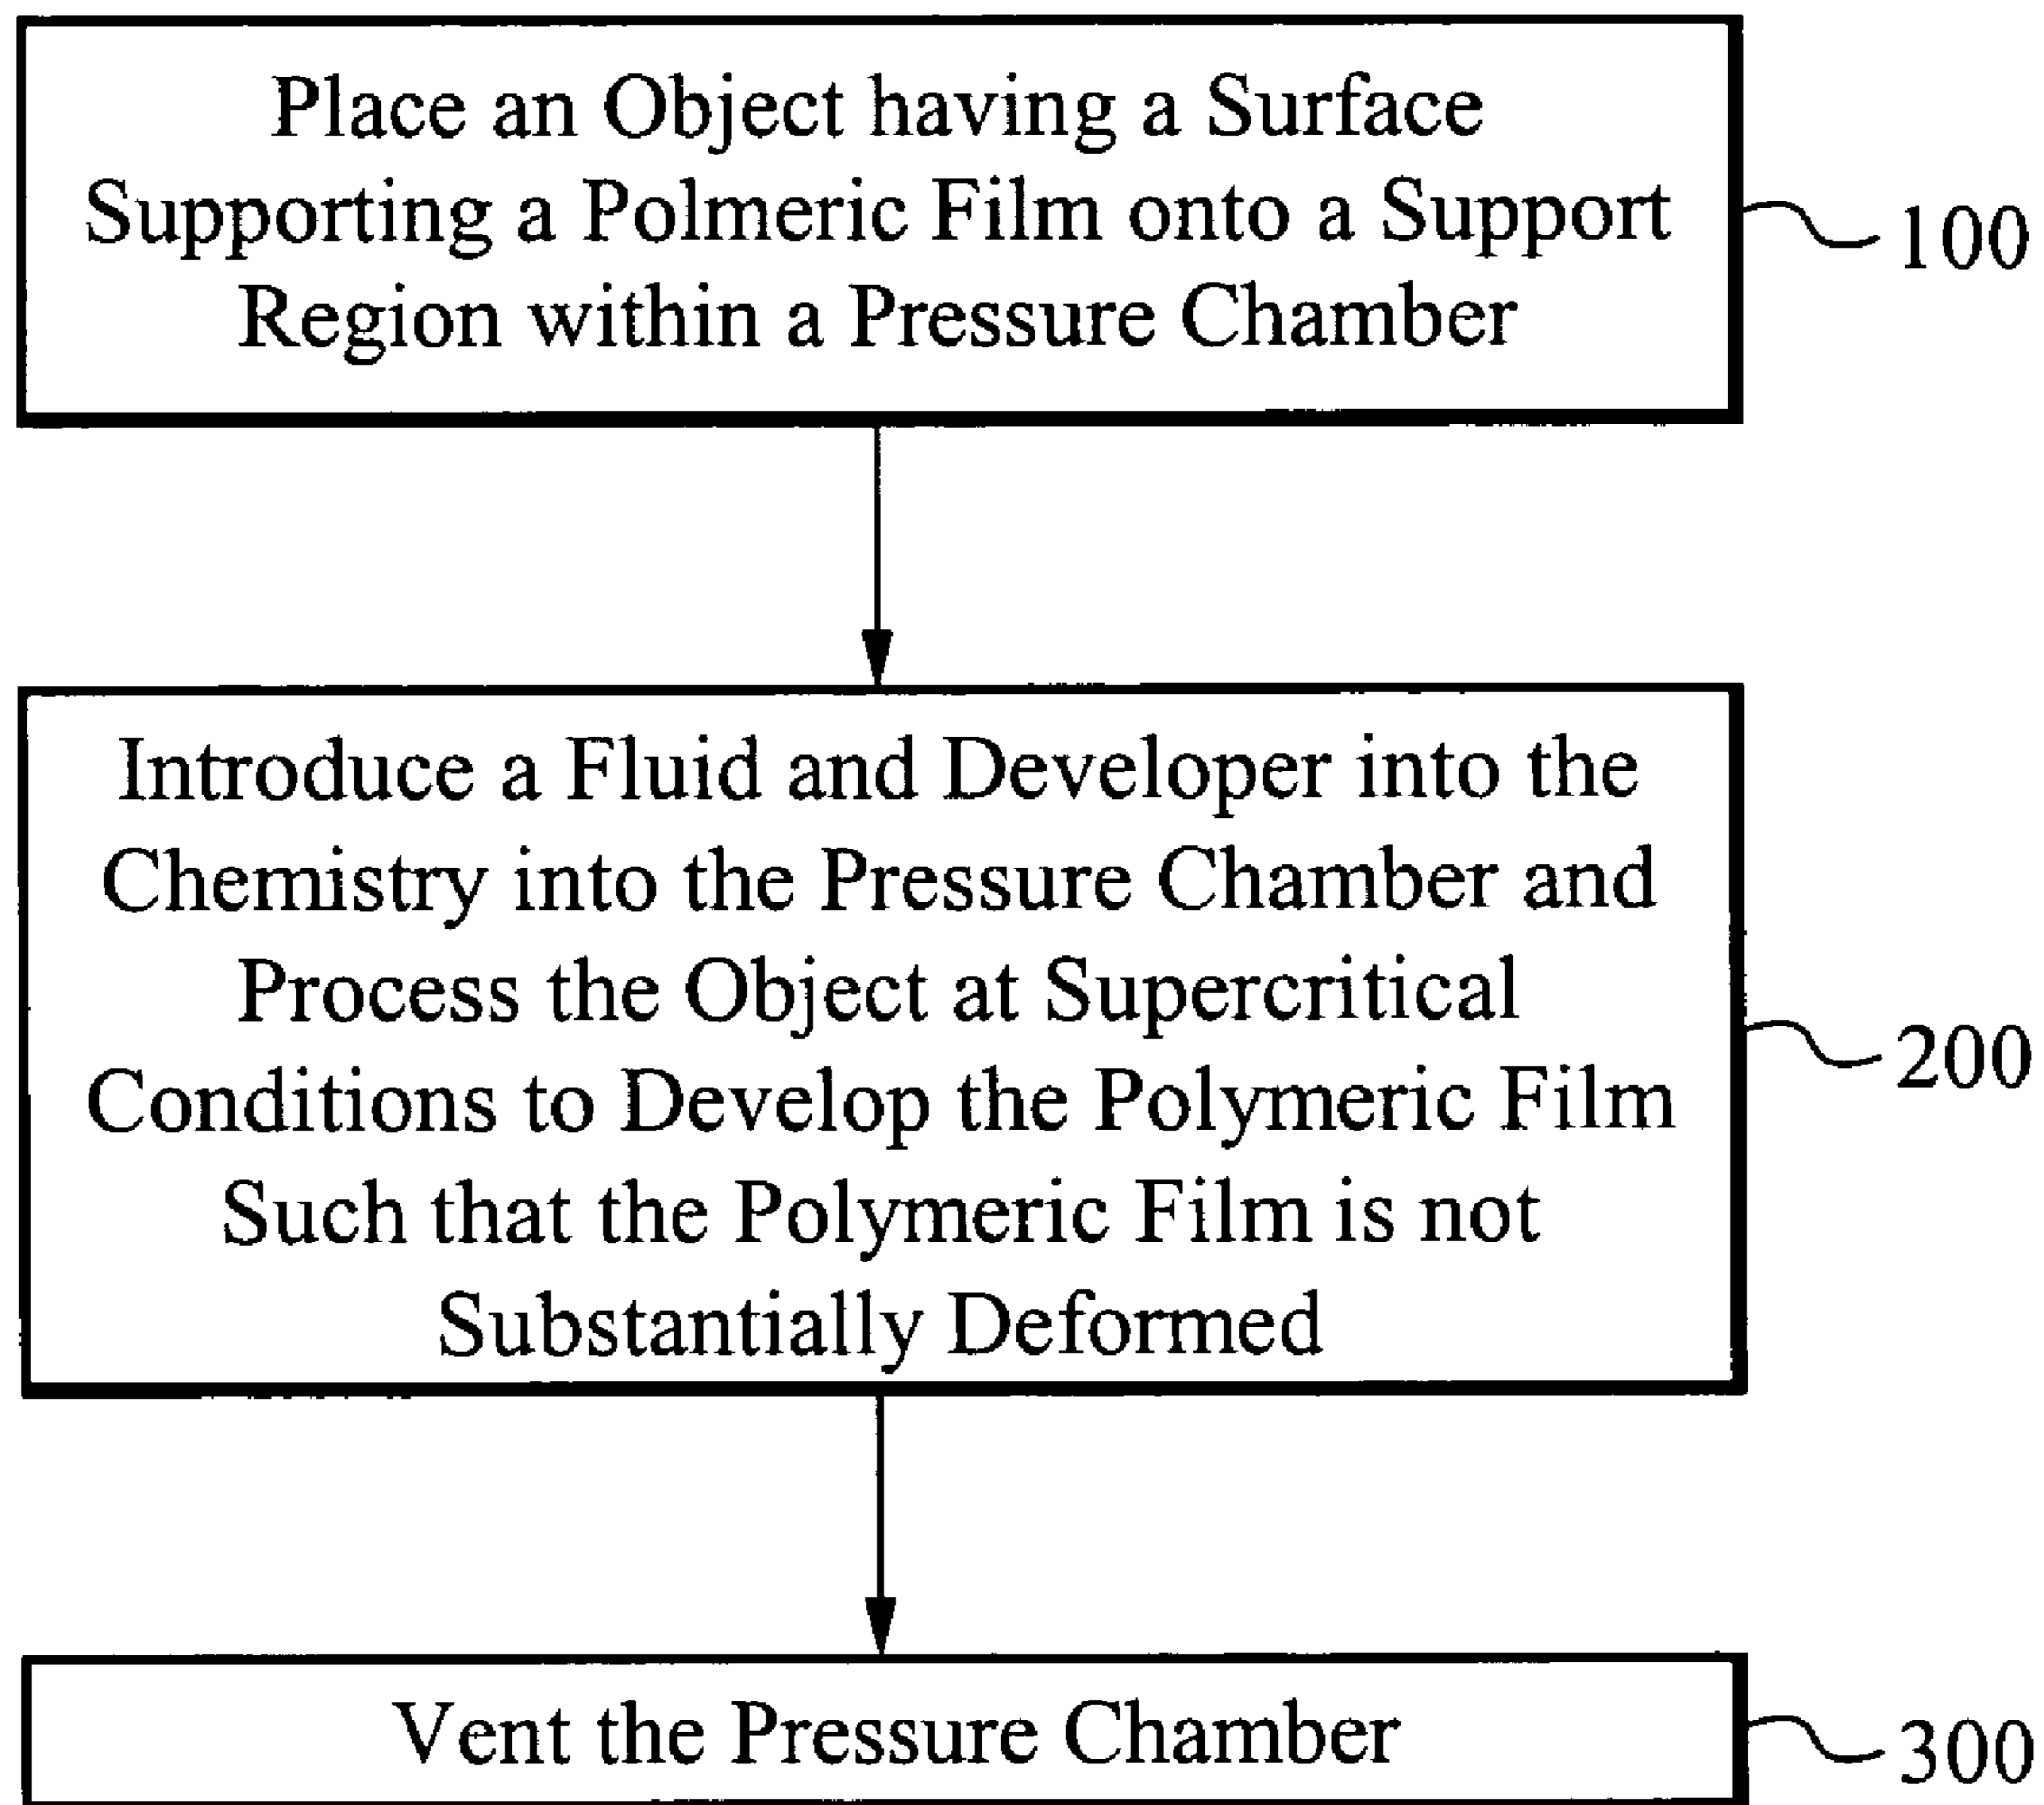 Place an Object having a Surface
Supporting a Polmeric Film onto a Support
Region within a Pressure Chamber
100
Introduce a Fluid and Developer into the
Chemistry into the Pressure Chamber and
Process the Object at Supercritical
Conditions to Develop the Polymeric Film
Such that the Polymeric Film is not
Substantially Deformed
200
Vent the Pressure Chamber
300